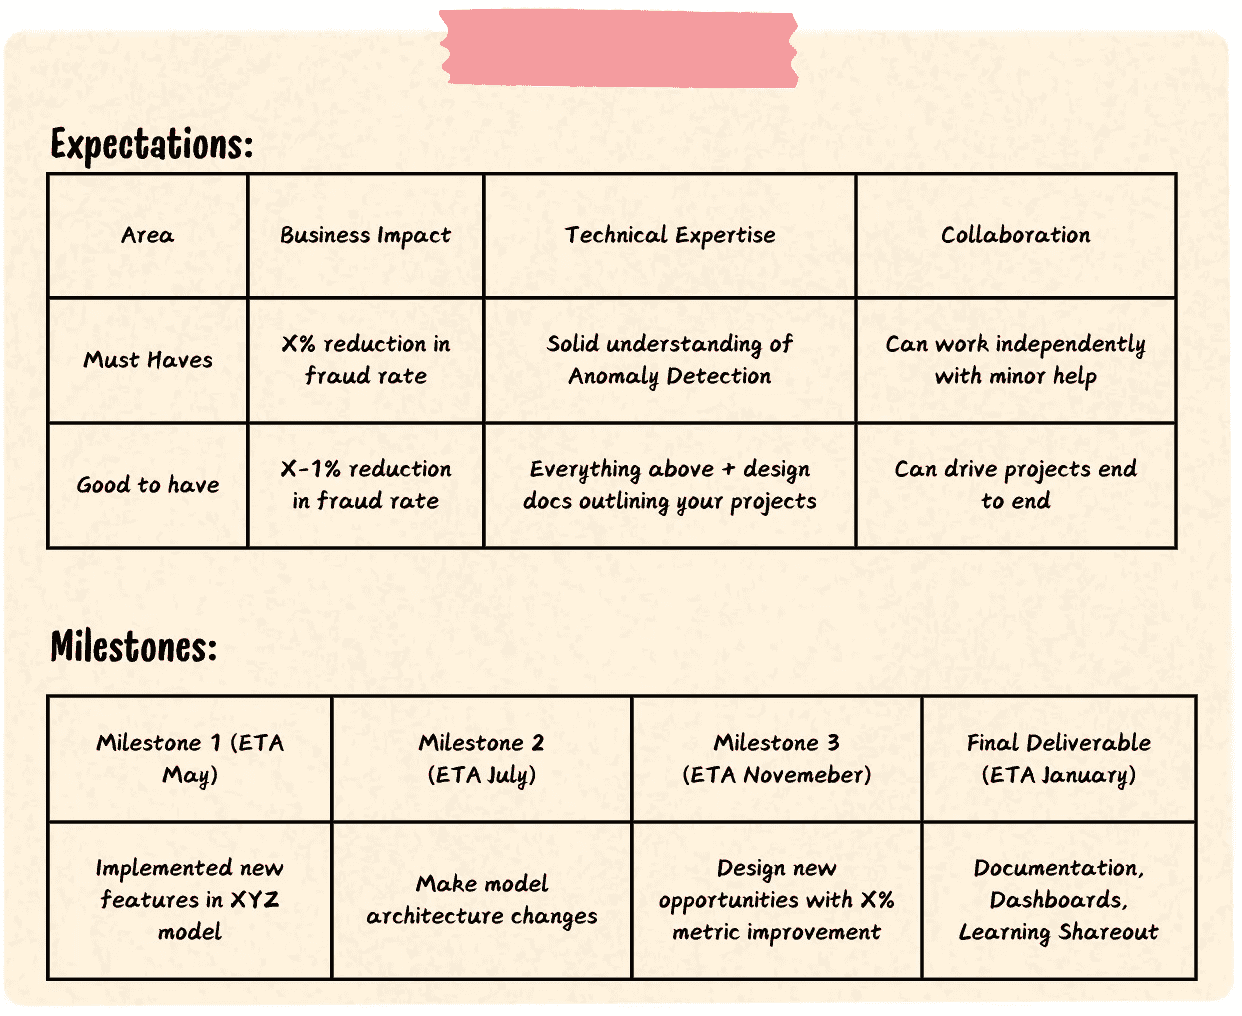 Expectations:
Area
Business Impact
Technical Expertise
Collaboration
Must Haves
X% reduction in
fraud rate
Solid understanding of
Anomaly Detection
Can work independently
with minor help
Good to have
X-1% reduction
in fraud rate
Everything above + design
docs outlining your projects
Can drive projects end
to end
Milestones:
Milestone 1 (ETA
May)
Milestone 2
(ETA July)
Milestone 3
(ETA Novemeber)
Final Deliverable
(ETA January)
Implemented new
features in XYZ
model
Make model
architecture changes
Design new
opportunities with X%
metric improvement
Documentation,
Dashboards,
Learning Shareout